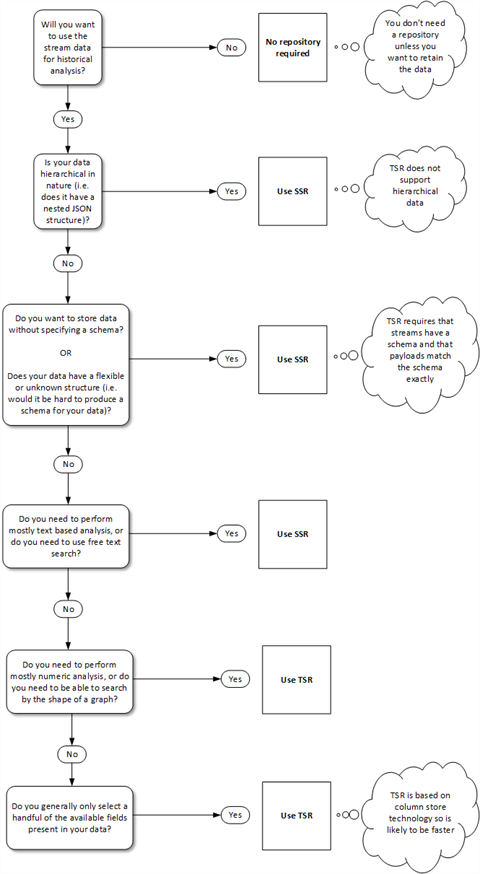 Will you want
to use the
stream data
for historical
analysis?
No
No repository
required
You don't need
a repository
unless you
want to retain
the data
Yes
Is your data
hierarchical in
nature (i.e.
does it have a
nested JSON
structure)?
Yes
Use SSR
TSR does not
support
hierarchical
data
No
Do you want to store data
without specifying a schema?
OR
Does your data have a flexible
or unknown structure (i.e.
would it be hard to produce a
schema for your data)?
Yes
Use SSR
TSR requires that
streams have a
schema and that
payloads match
the schema
exactly
No
Do you need to perform
mostly text based analysis, or
do you need to use free text
search?
Yes
Use SSR
No
Do you need to perform
mostly numeric analysis, or do
you need to be able to search
by the shape of a graph?
Yes
Use TSR
No
Do you generally only select a
handful of the available fields
present in your data?
Yes
Use TSR
TSR is based on
column store
technology so is
likely to be faster